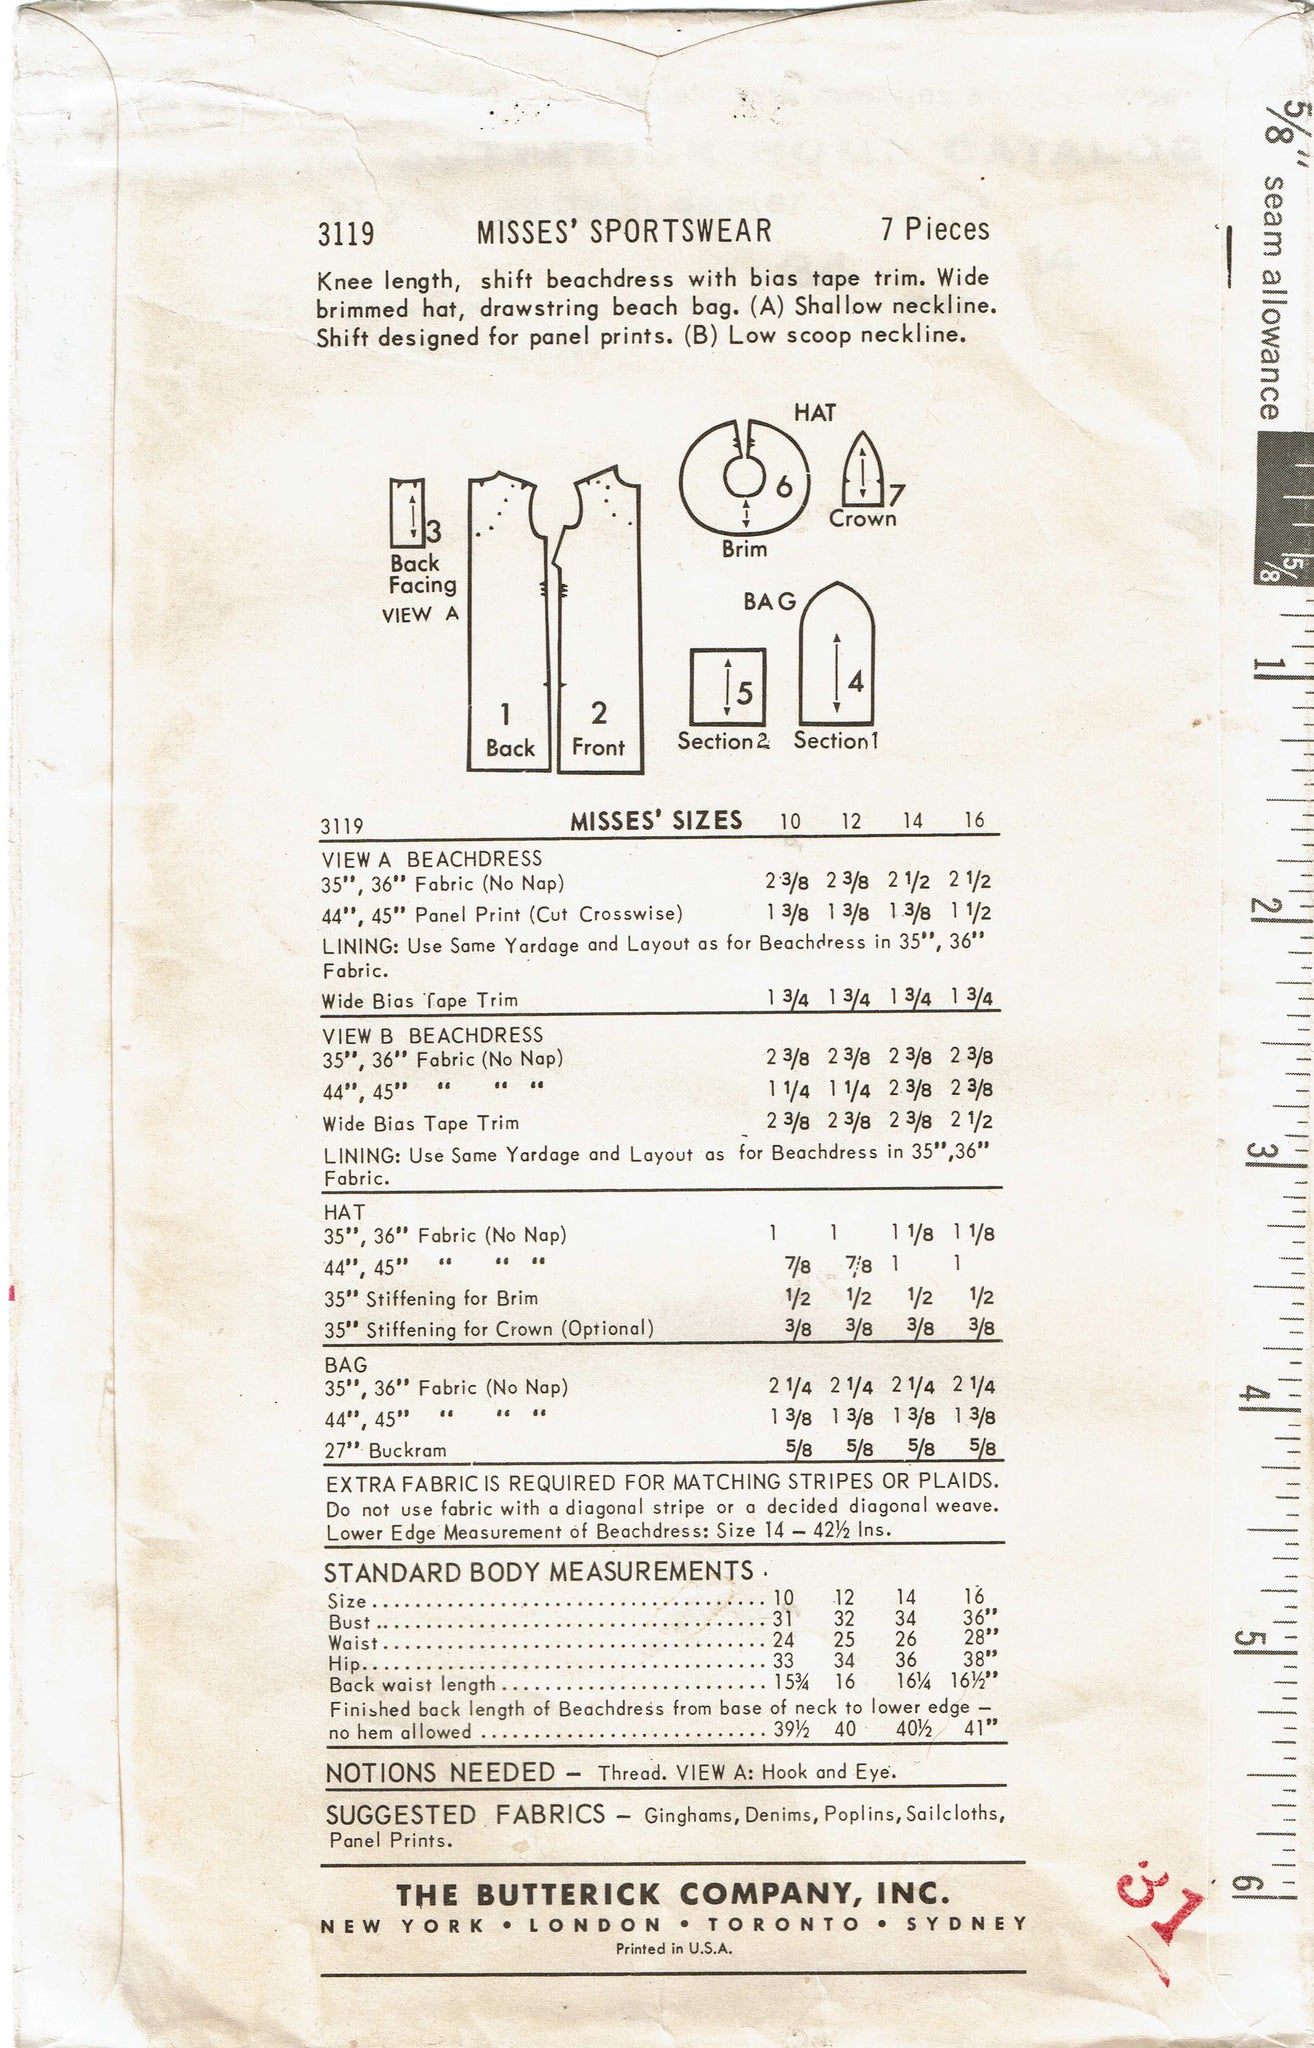 3119 MISSES' SPORTSWEAR 7 Pieces
Knee length, shift beachdress with bias tape trim. Wide
brimmed hat, drawstring beach bag. (A) Shallow neckline.
Shift designed for panel prints. (B) Low scoop neckline.
HAT
6
Brim
7
Crown
3
Back
Facing
VIEW A
1
Back
2
Front
BAG
5
Section 2
4
Section 1
3119 MISSES' SIZES 10 12 14 16
VIEW A BEACHDRESS
35", 36" Fabric (No Nap) 2 3/8 2 3/8 2 1/2 2 1/2
44", 45" Panel Print (Cut Crosswise) 1 3/8 1 3/8 1 3/8 1 1/2
LINING: Use Same Yardage and Layout as for Beachdress in 35", 36"
Fabric.
Wide Bias Tape Trim 1 3/4 1 3/4 1 3/4 1 3/4
VIEW B BEACHDRESS
35", 36" Fabric (No Nap) 2 3/8 2 3/8 2 3/8 2 3/8
44", 45" " " " 1 1/4 1 1/4 2 3/8 2 3/8
Wide Bias Tape Trim 2 3/8 2 3/8 2 3/8 2 1/2
LINING: Use Same Yardage and Layout as for Beachdress in 35",36"
Fabric.
HAT
35", 36" Fabric (No Nap) 1 1 1 1/8 1 1/8
44", 45" " " " 7/8 7/8 1 1
35" Stiffening for Brim 1/2 1/2 1/2 1/2
35" Stiffening for Crown (Optional) 3/8 3/8 3/8 3/8
BAG
35", 36" Fabric (No Nap) 2 1/4 2 1/4 2 1/4 2 1/4
44", 45" " " " 1 3/8 1 3/8 1 3/8 1 3/8
27" Buckram 5/8 5/8 5/8 5/8
EXTRA FABRIC IS REQUIRED FOR MATCHING STRIPES OR PLAIDS.
Do not use fabric with a diagonal stripe or a decided diagonal weave.
Lower Edge Measurement of Beachdress: Size 14 – 42½ Ins.
STANDARD BODY MEASUREMENTS
Size 10 12 14 16
Bust 31 32 34 36"
Waist 24 25 26 28"
Hip 33 34 36 38"
Back waist length 15¾ 16 16¼ 16½"
Finished back length of Beachdress from base of neck to lower edge –
no hem allowed 39½ 40 40½ 41"
NOTIONS NEEDED – Thread. VIEW A: Hook and Eye.
SUGGESTED FABRICS – Ginghams, Denims, Poplins, Sailcloths,
Panel Prints.
THE BUTTERICK COMPANY, INC.
NEW YORK • LONDON • TORONTO • SYDNEY
Printed in U.S.A.
5/8" seam allowance
5/8
1
2
3
4
5
6
31